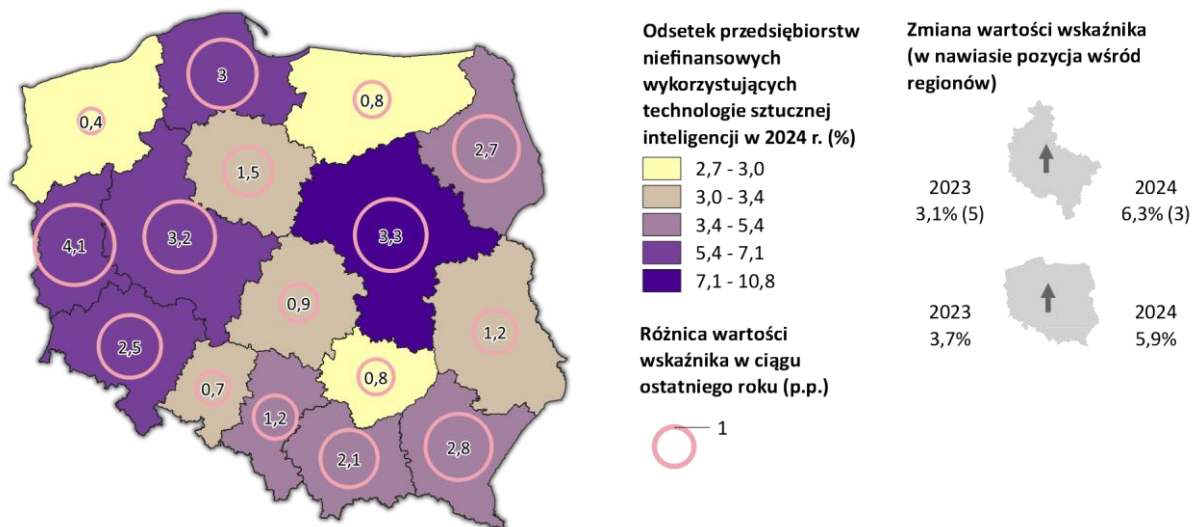 3
0,8
0,4
2,7
1,5
4,1
3,2
3,3
0,9
2,5
1,2
0,7
0,8
1,2
2,1
2,8
Odsetek przedsiębiorstw
niefinansowych
wykorzystujących
technologie sztucznej
inteligencji w 2024 r. (%)
2,7 - 3,0
3,0 - 3,4
3,4 - 5,4
5,4 - 7,1
7,1 - 10,8
Różnica wartości
wskaźnika w ciągu
ostatniego roku (p.p.)
1
Zmiana wartości wskaźnika
(w nawiasie pozycja wśród
regionów)
2023
3,1% (5)
2024
6,3% (3)
2023
3,7%
2024
5,9%